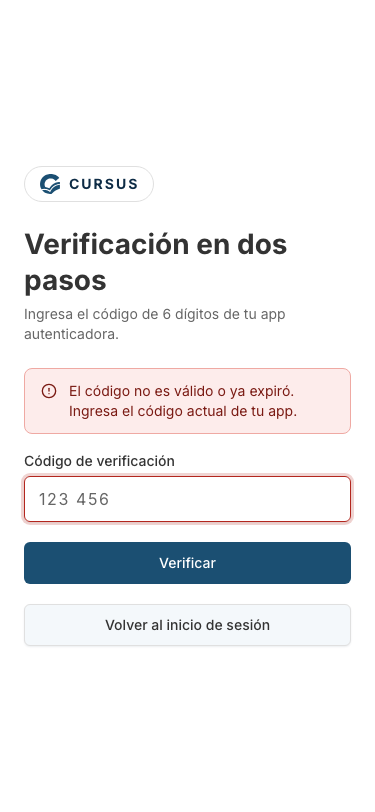 CURSUS
Verificación en dos
pasos
Ingresa el código de 6 dígitos de tu app
autenticadora.
El código no es válido o ya expiró.
Ingresa el código actual de tu app.
Código de verificación
123 456
Verificar
Volver al inicio de sesión